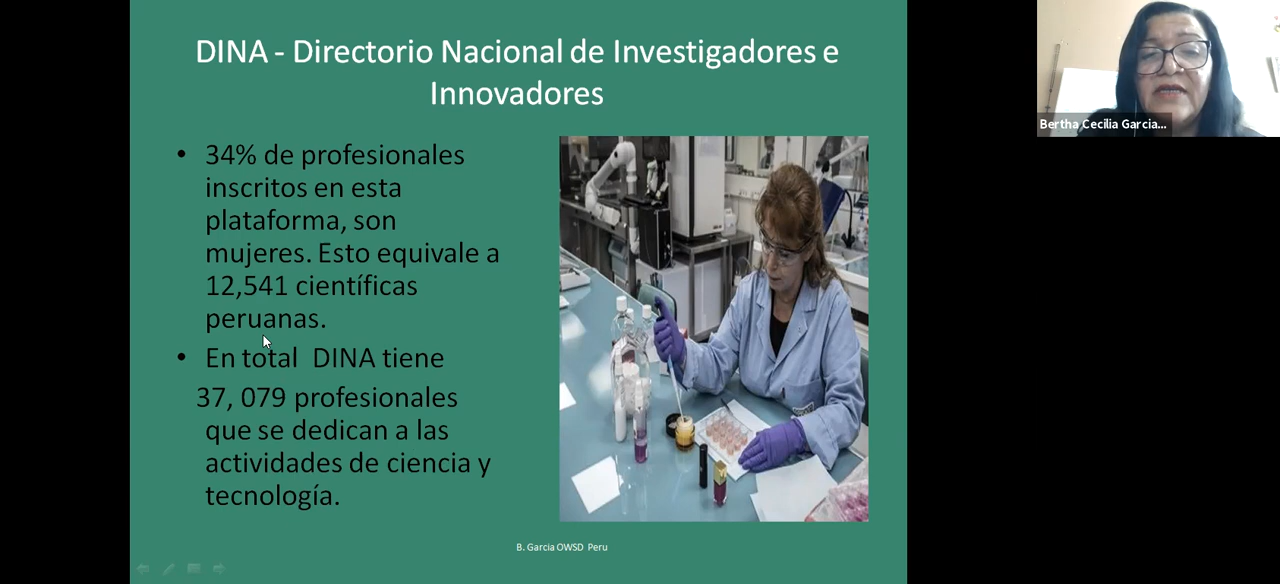 DINA - Directorio Nacional de Investigadores e
Innovadores
• 34% de profesionales
inscritos en esta
plataforma, son
mujeres. Esto equivale a
12,541 científicas
peruanas.
• En total  DINA tiene
37, 079 profesionales
que se dedican a las
actividades de ciencia y
tecnología.
B. Garcia OWSD  Peru
Bertha Cecilia Garcia...